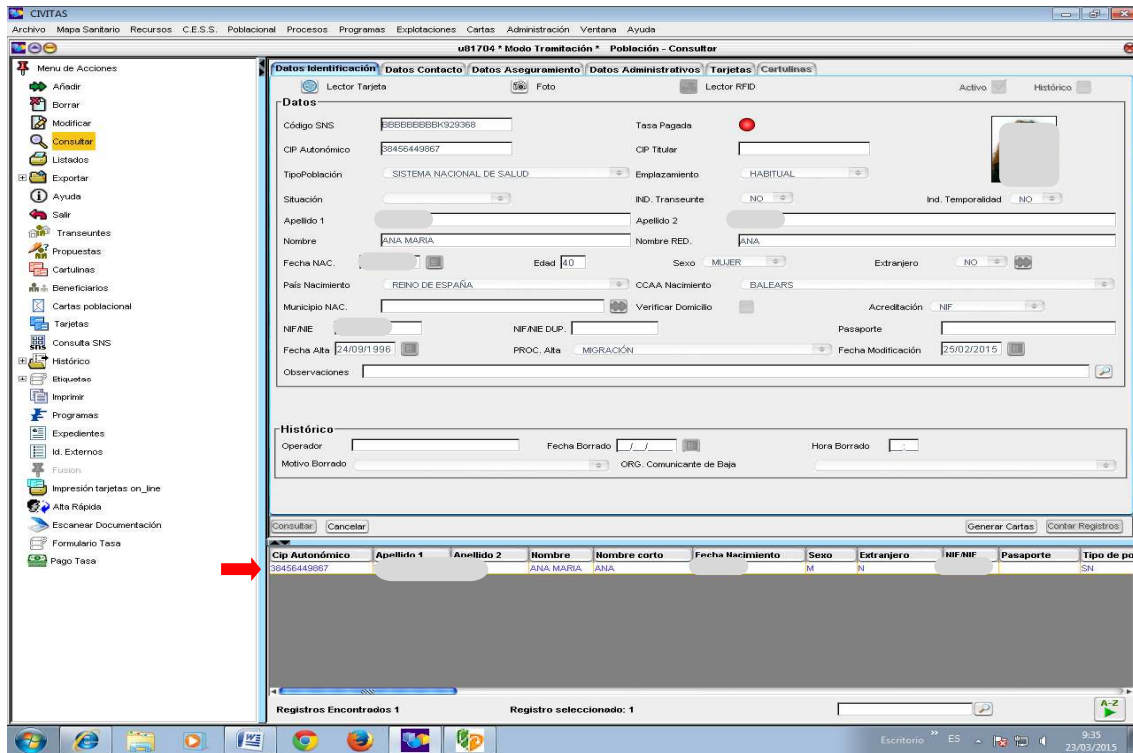 CIVITAS
Archivo Mapa Sanitario Recursos C.E.S.S. Poblacional Procesos Programas Explotaciones Cartas Administración Ventana Ayuda
u81704 * Modo Tramitación * Población - Consultar
Menu de Acciones
Añadir
Borrar
Modificar
Consultar
Listados
Exportar
Ayuda
Salir
Transeuntes
Propuestas
Cartulinas
Beneficiarios
Cartas poblacional
Tarjetas
Consulta SNS
Histórico
Etiquetas
Imprimir
Programas
Expedientes
Id. Externos
Fusion
Impresión tarjetas on_line
Alta Rápida
Escanear Documentación
Formulario Tasa
Pago Tasa
Datos Identificación Datos Contacto Datos Aseguramiento Datos Administrativos Tarjetas Cartulinas
Lector Tarjeta Foto Lector RFID Activo Histórico
Datos
Código SNS BBBBBBBBBK929368 Tasa Pagada
CIP Autonómico 38456449867 CIP Titular
TipoPoblación SISTEMA NACIONAL DE SALUD Emplazamiento HABITUAL
Situación IND. Transeunte NO Ind. Temporalidad NO
Apellido 1 Apellido 2
Nombre ANA MARIA Nombre RED. ANA
Fecha NAC. Edad 40 Sexo MUJER Extranjero NO
País Nacimiento REINO DE ESPAÑA CCAA Nacimiento BALEARS
Municipio NAC. Verificar Domicilio Acreditación NIF
NIF/NIE NIF/NIE DUP. Pasaporte
Fecha Alta 24/09/1996 PROC. Alta MIGRACIÓN Fecha Modificación 25/02/2015
Observaciones
Histórico
Operador Fecha Borrado _/_/____ Hora Borrado __:__
Motivo Borrado ORG. Comunicante de Baja
Consultar Cancelar Generar Cartas Contar Registros
Cip Autonómico Apellido 1 Apellido 2 Nombre Nombre corto Fecha Nacimiento Sexo Extranjero NIF/NIE Pasaporte Tipo de po
38456449867 ANA MARIA ANA M N SN
Registros Encontrados 1 Registro seleccionado: 1
A-Z
Escritorio ES 9:35
23/03/2015